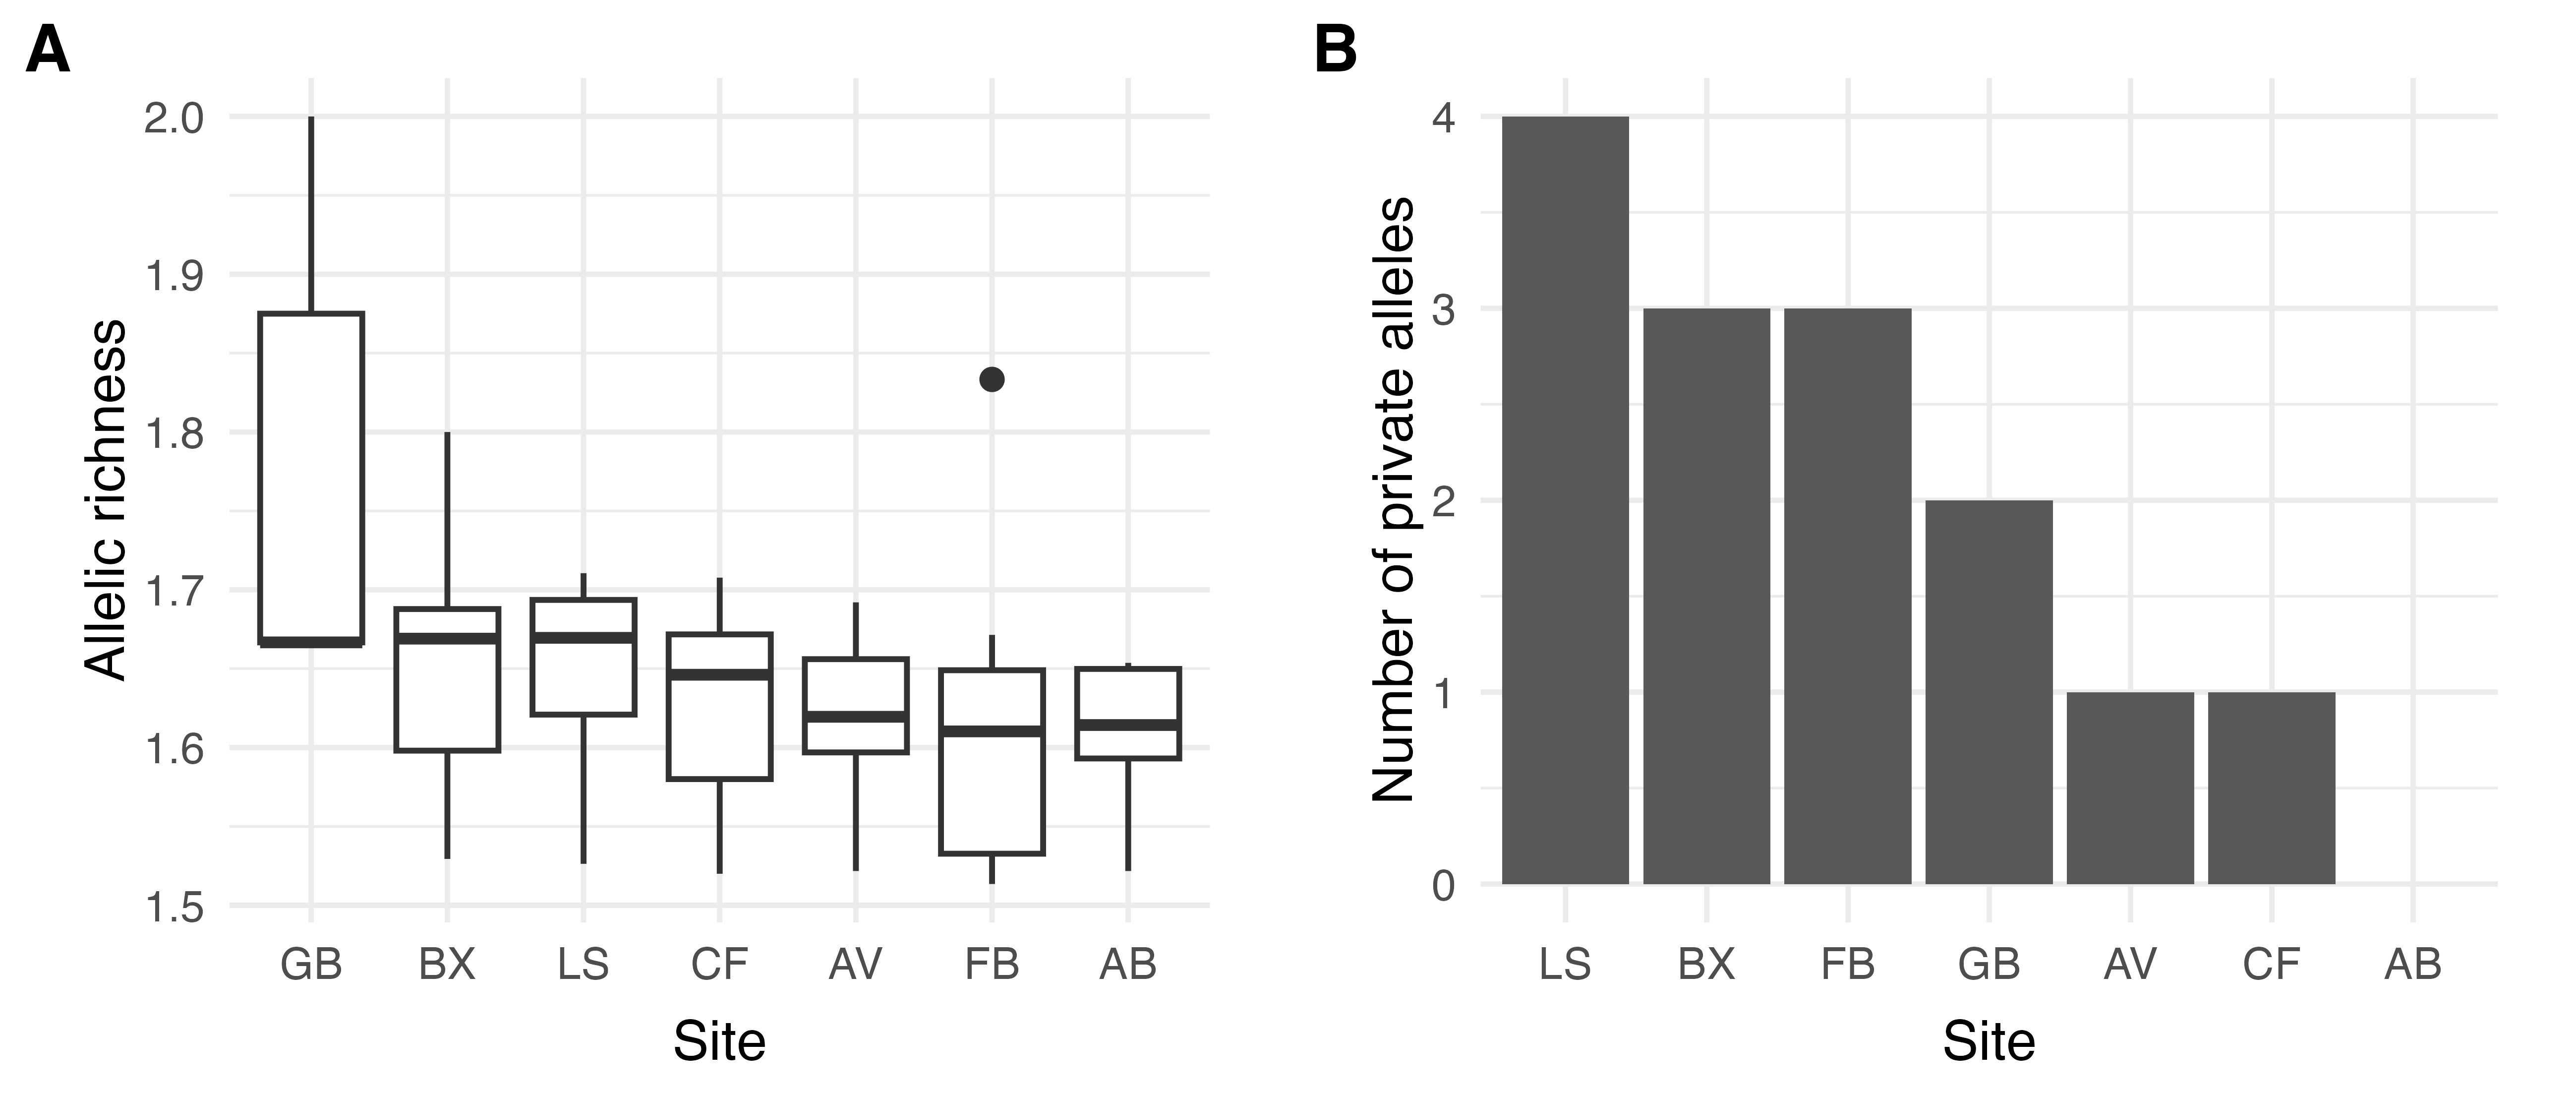 A
Allelic richness
2.0
1.9
1.8
1.7
1.6
1.5
GB BX LS CF AV FB AB
Site
B
Number of private alleles
4
3
2
1
0
LS BX FB GB AV CF AB
Site